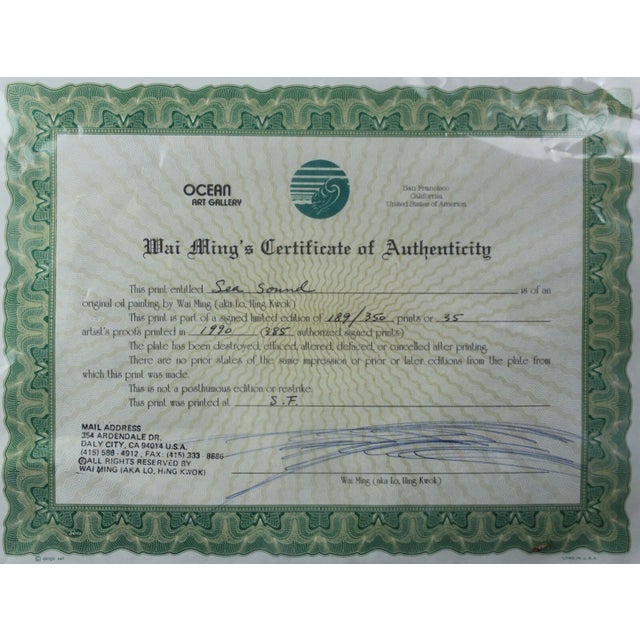 OCEAN
ART GALLERY
San Francisco
California
United States of America
Wai Ming's Certificate of Authenticity
This print entitled Sea Sound is of an
original oil painting by Wai Ming (aka Lo, Hing Kwok)
This print is part of a signed limited edition of 189/350 prints or 35
artist's proofs printed in 1990 (385 authorized signed prints)
The plate has been destroyed, effaced, altered, defaced, or cancelled after printing.
There are no prior states of the same impression or prior or later editions from the plate from
which this print was made.
This is not a posthumous edition or restrike.
This print was printed at S.F.
MAIL ADDRESS
354 ARDENDALE DR.
DALY CITY, CA 94014 U.S.A.
(415) 586-4912, FAX: (415) 333-8886
©ALL RIGHTS RESERVED BY
WAI MING (AKA LO, HING KWOK)
Wai Ming (aka Lo, Hing Kwok)